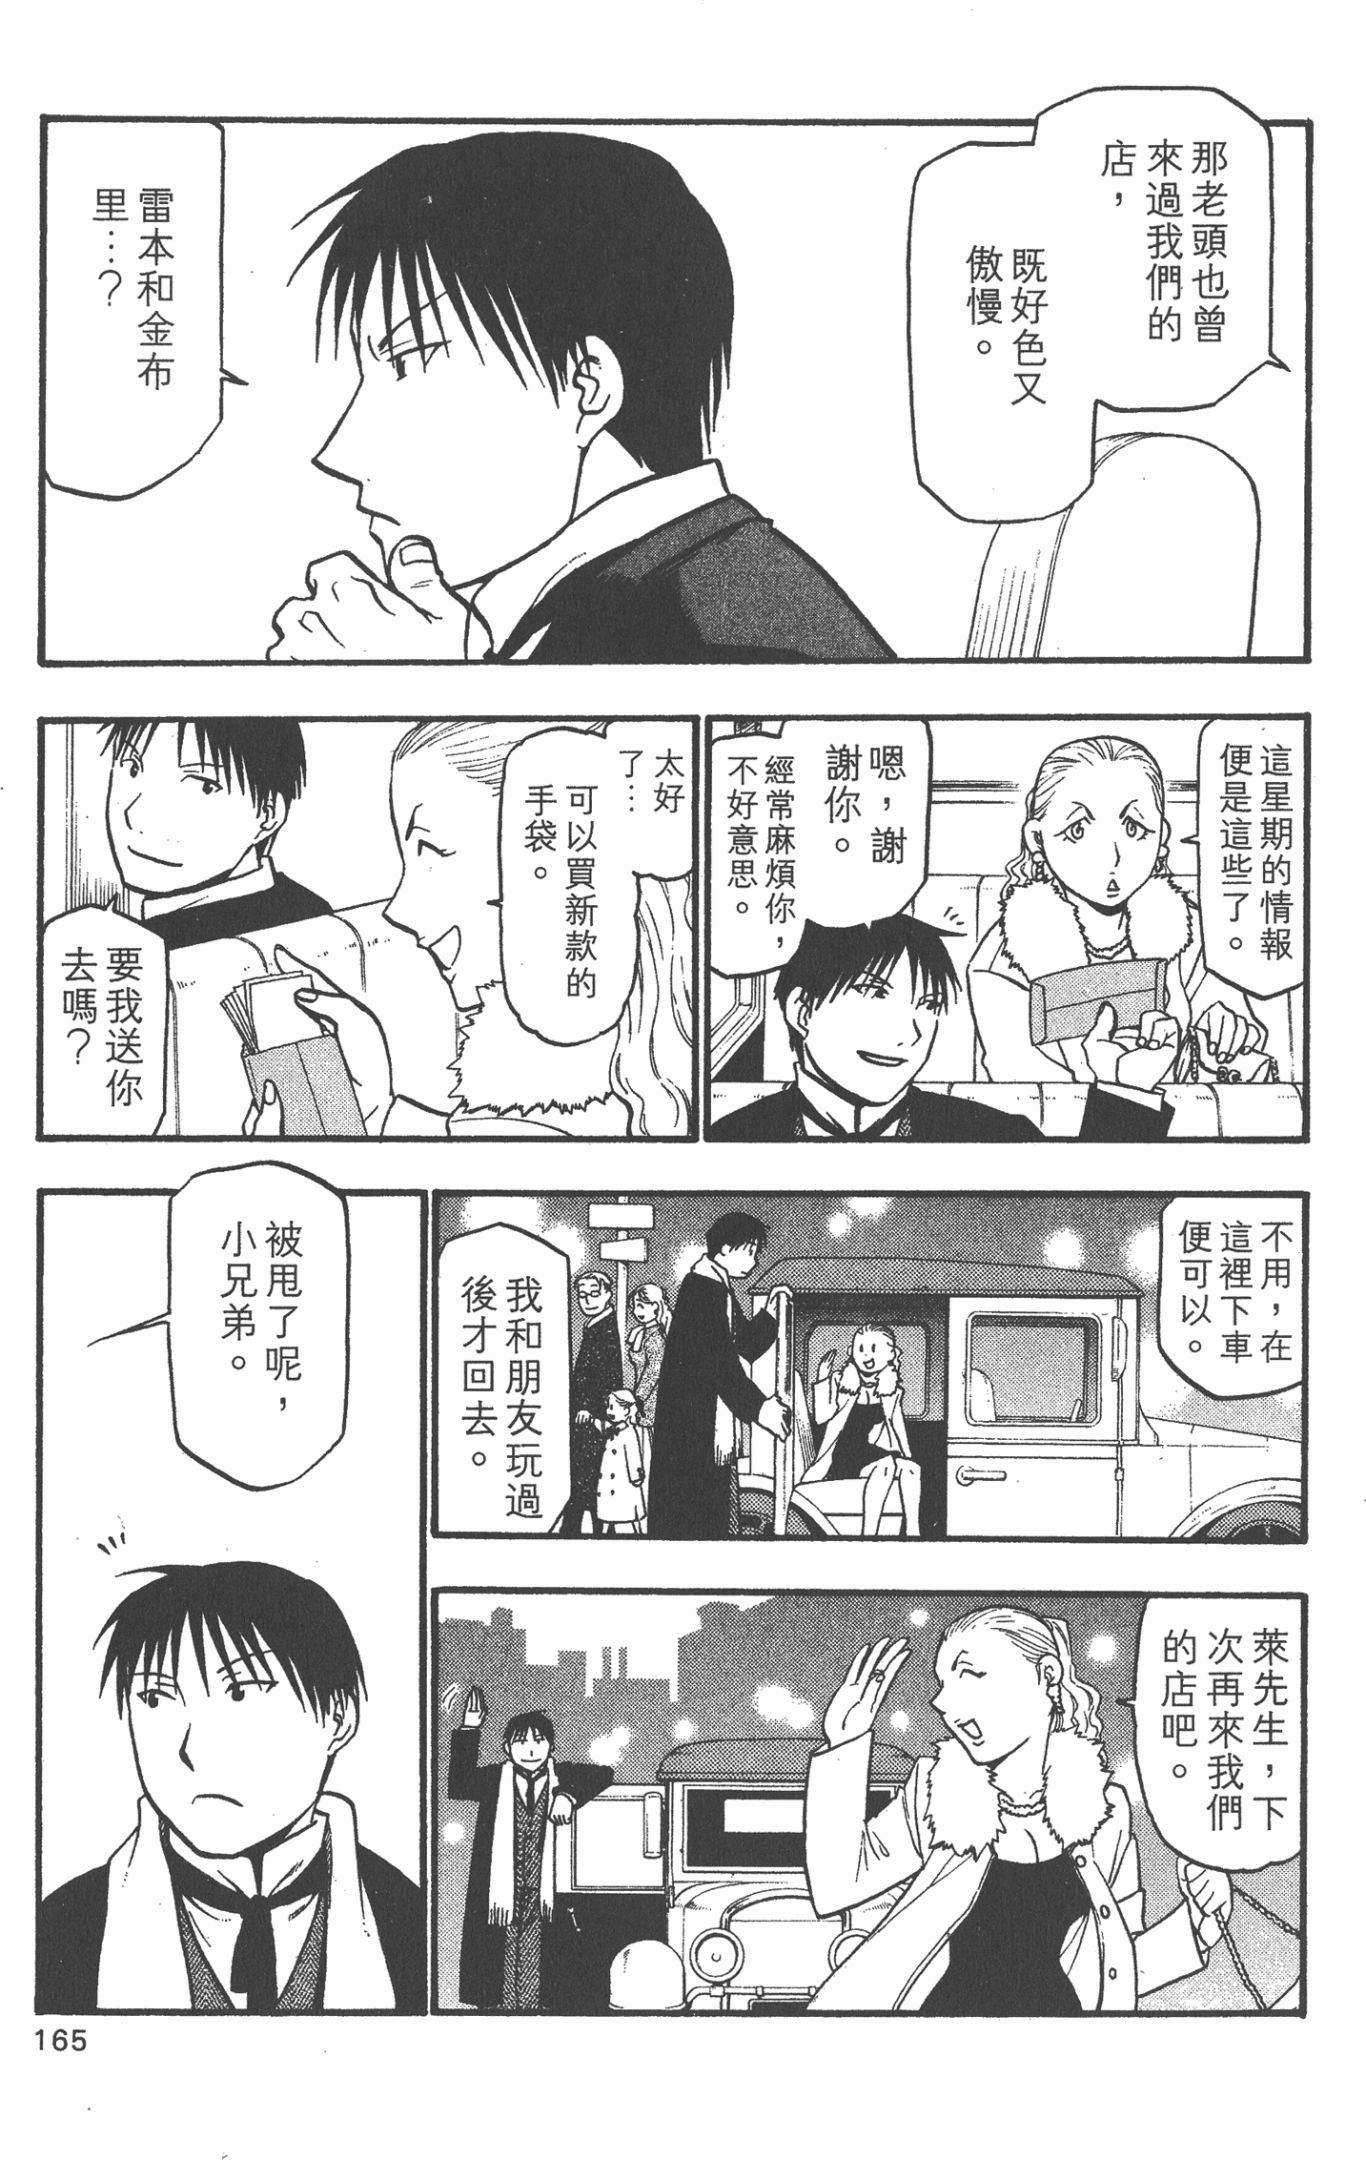 那老頭也曾
來過我們的
店，
既好色又
傲慢。
雷本和金布
里…？
這星期的情報
便是這些了。
嗯，謝
謝你。
經常麻煩你，
不好意思。
太好
了…
可以買新款的
手袋。
要我送你
去嗎？
不用，在
這裡下車
便可以。
我和朋友玩過
後才回去。
萊先生，下
次再來我們
的店吧。
被甩了呢，
小兄弟。
165